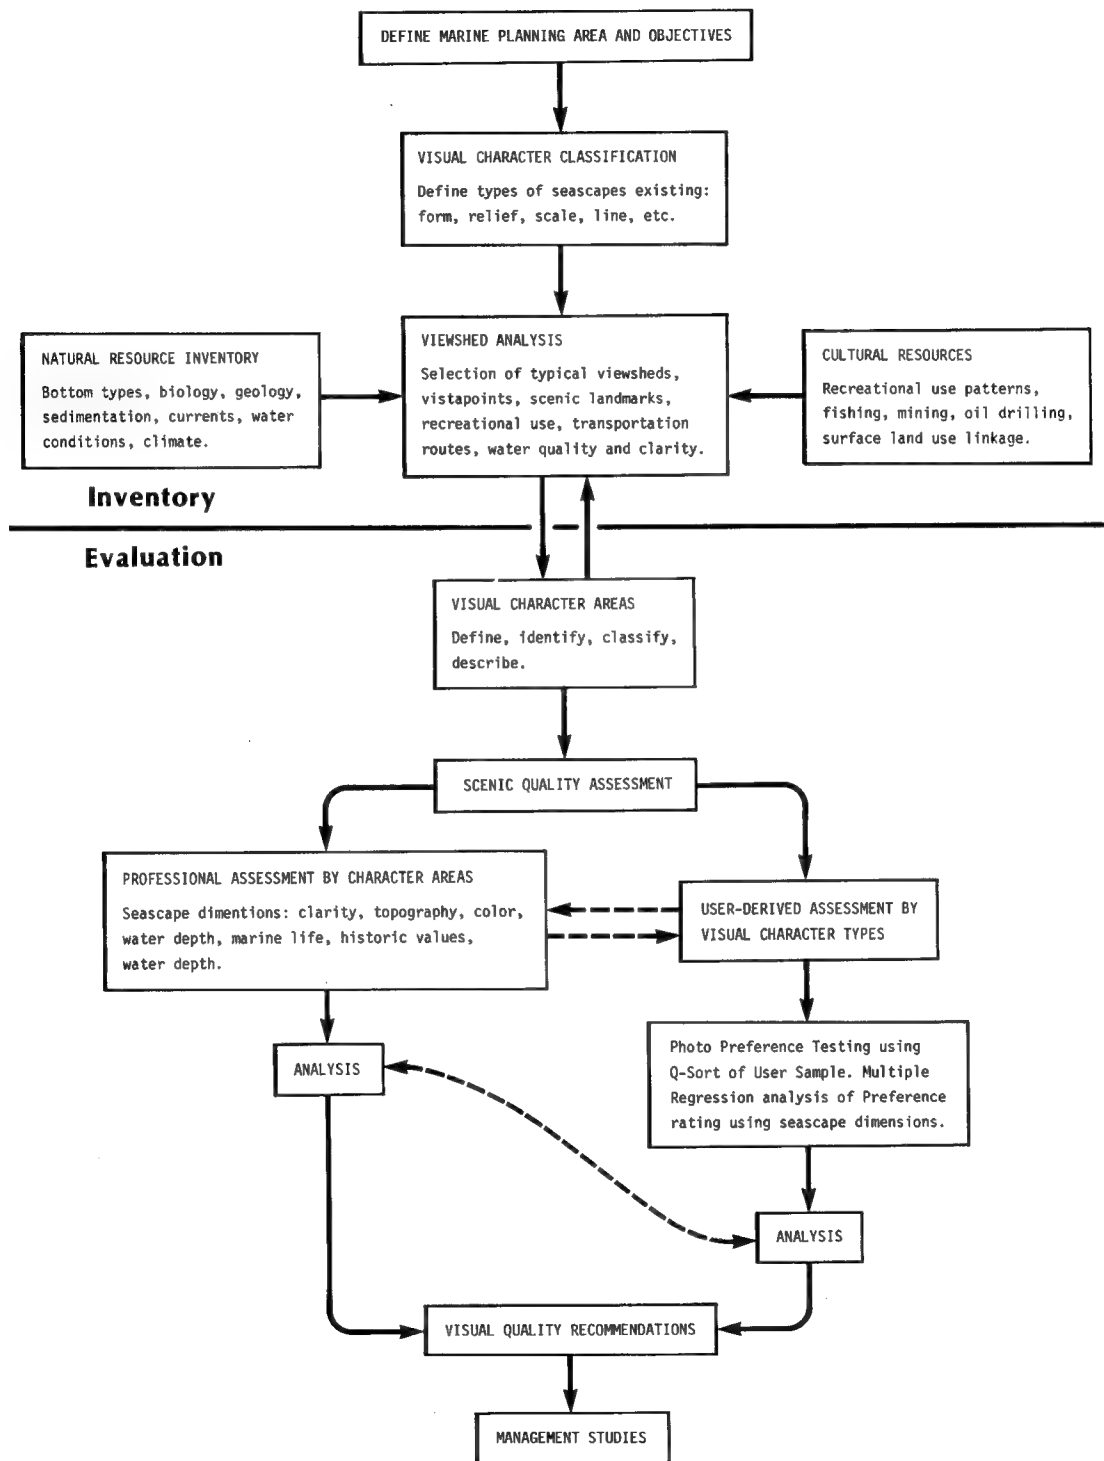 DEFINE MARINE PLANNING AREA AND OBJECTIVES
VISUAL CHARACTER CLASSIFICATION
Define types of seascapes existing:
form, relief, scale, line, etc.
NATURAL RESOURCE INVENTORY
Bottom types, biology, geology,
sedimentation, currents, water
conditions, climate.
VIEWSHED ANALYSIS
Selection of typical viewsheds,
vistapoints, scenic landmarks,
recreational use, transportation
routes, water quality and clarity.
CULTURAL RESOURCES
Recreational use patterns,
fishing, mining, oil drilling,
surface land use linkage.
Inventory
Evaluation
VISUAL CHARACTER AREAS
Define, identify, classify,
describe.
SCENIC QUALITY ASSESSMENT
PROFESSIONAL ASSESSMENT BY CHARACTER AREAS
Seascape dimentions: clarity, topography, color,
water depth, marine life, historic values,
water depth.
USER-DERIVED ASSESSMENT BY
VISUAL CHARACTER TYPES
ANALYSIS
Photo Preference Testing using
Q-Sort of User Sample. Multiple
Regression analysis of Preference
rating using seascape dimensions.
ANALYSIS
VISUAL QUALITY RECOMMENDATIONS
MANAGEMENT STUDIES